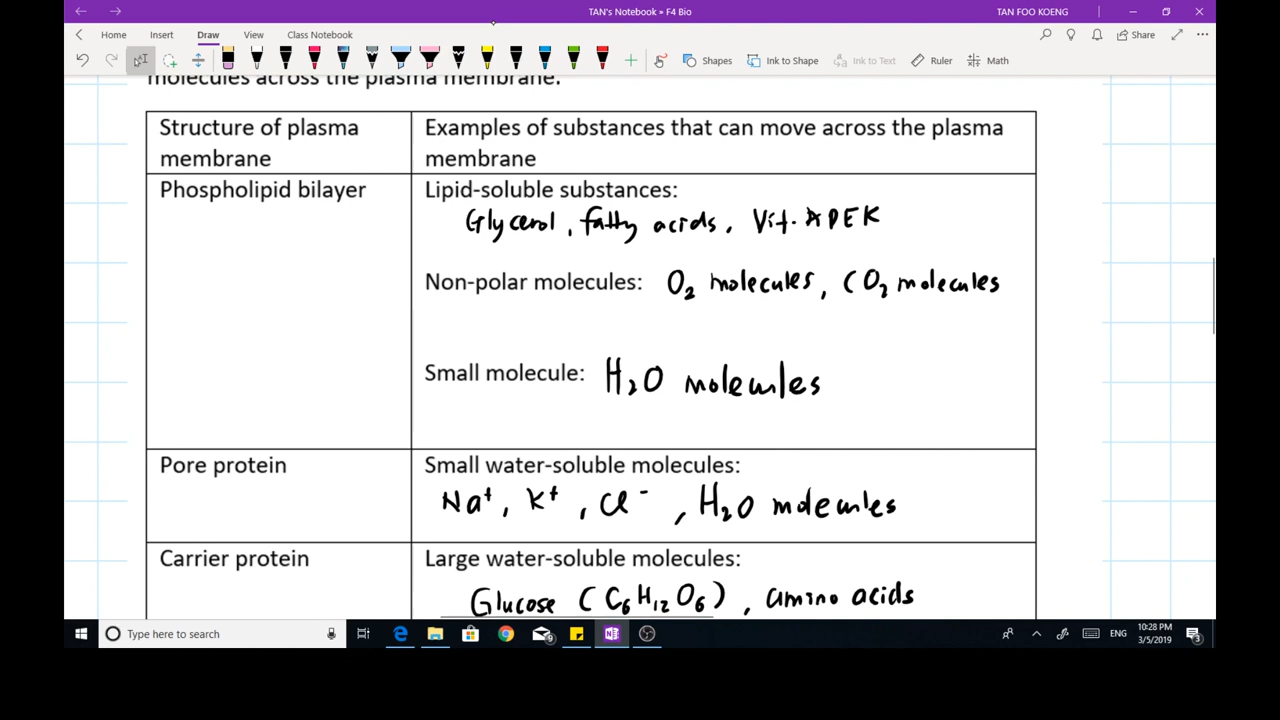 TAN's Notebook » F4 Bio
TAN FOO KOENG
Home Insert Draw View Class Notebook
Share
Shapes Ink to Shape Ink to Text Ruler Math
molecules across the plasma membrane.
Structure of plasma membrane
Examples of substances that can move across the plasma membrane
Phospholipid bilayer
Lipid-soluble substances:
Glycerol, fatty acids, Vit. ADEK
Non-polar molecules: O₂ molecules, CO₂ molecules
Small molecule: H₂O molecules
Pore protein
Small water-soluble molecules:
Na⁺, K⁺, Cl⁻, H₂O molecules
Carrier protein
Large water-soluble molecules:
Glucose (C₆H₁₂O₆), amino acids
Type here to search
9
ENG
10:28 PM
3/5/2019
3